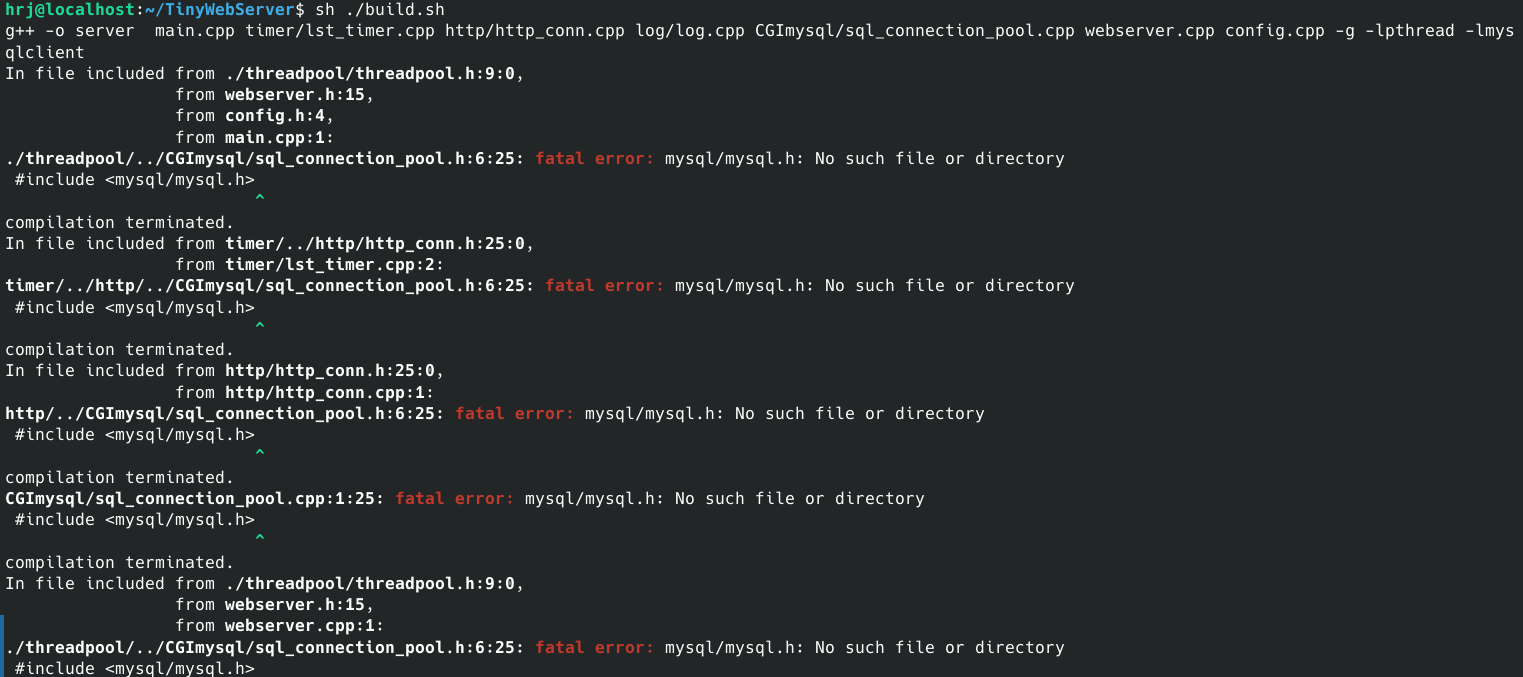 hrj@localhost:~/TinyWebServer$ sh ./build.sh
g++ -o server  main.cpp timer/lst_timer.cpp http/http_conn.cpp log/log.cpp CGImysql/sql_connection_pool.cpp webserver.cpp config.cpp -g -lpthread -lmys
qlclient
In file included from ./threadpool/threadpool.h:9:0,
                 from webserver.h:15,
                 from config.h:4,
                 from main.cpp:1:
./threadpool/../CGImysql/sql_connection_pool.h:6:25: fatal error: mysql/mysql.h: No such file or directory
 #include <mysql/mysql.h>
                         ^
compilation terminated.
In file included from timer/../http/http_conn.h:25:0,
                 from timer/lst_timer.cpp:2:
timer/../http/../CGImysql/sql_connection_pool.h:6:25: fatal error: mysql/mysql.h: No such file or directory
 #include <mysql/mysql.h>
                         ^
compilation terminated.
In file included from http/http_conn.h:25:0,
                 from http/http_conn.cpp:1:
http/../CGImysql/sql_connection_pool.h:6:25: fatal error: mysql/mysql.h: No such file or directory
 #include <mysql/mysql.h>
                         ^
compilation terminated.
CGImysql/sql_connection_pool.cpp:1:25: fatal error: mysql/mysql.h: No such file or directory
 #include <mysql/mysql.h>
                         ^
compilation terminated.
In file included from ./threadpool/threadpool.h:9:0,
                 from webserver.h:15,
                 from webserver.cpp:1:
./threadpool/../CGImysql/sql_connection_pool.h:6:25: fatal error: mysql/mysql.h: No such file or directory
 #include <mysql/mysql.h>